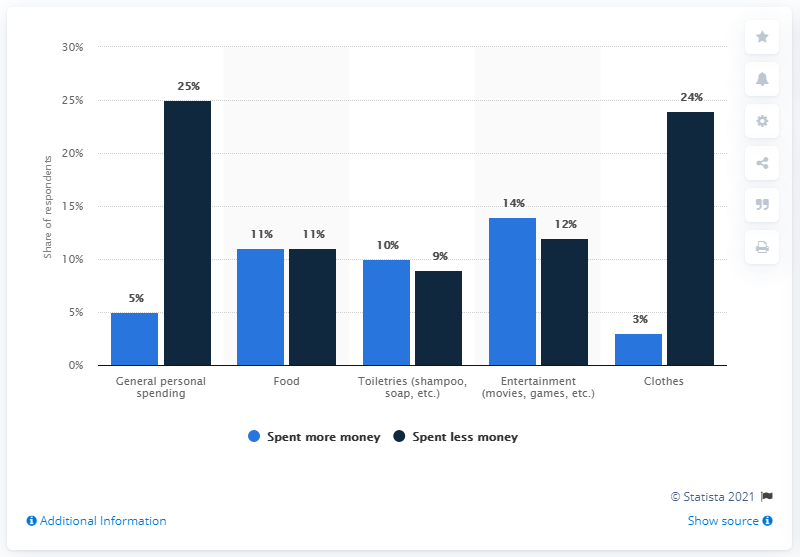 30%
25%
20%
15%
10%
5%
0%
Share of respondents
5%
25%
11%
11%
10%
9%
14%
12%
3%
24%
General personal
spending
Food
Toiletries (shampoo,
soap, etc.)
Entertainment
(movies, games, etc.)
Clothes
Spent more money
Spent less money
© Statista 2021
Additional Information
Show source